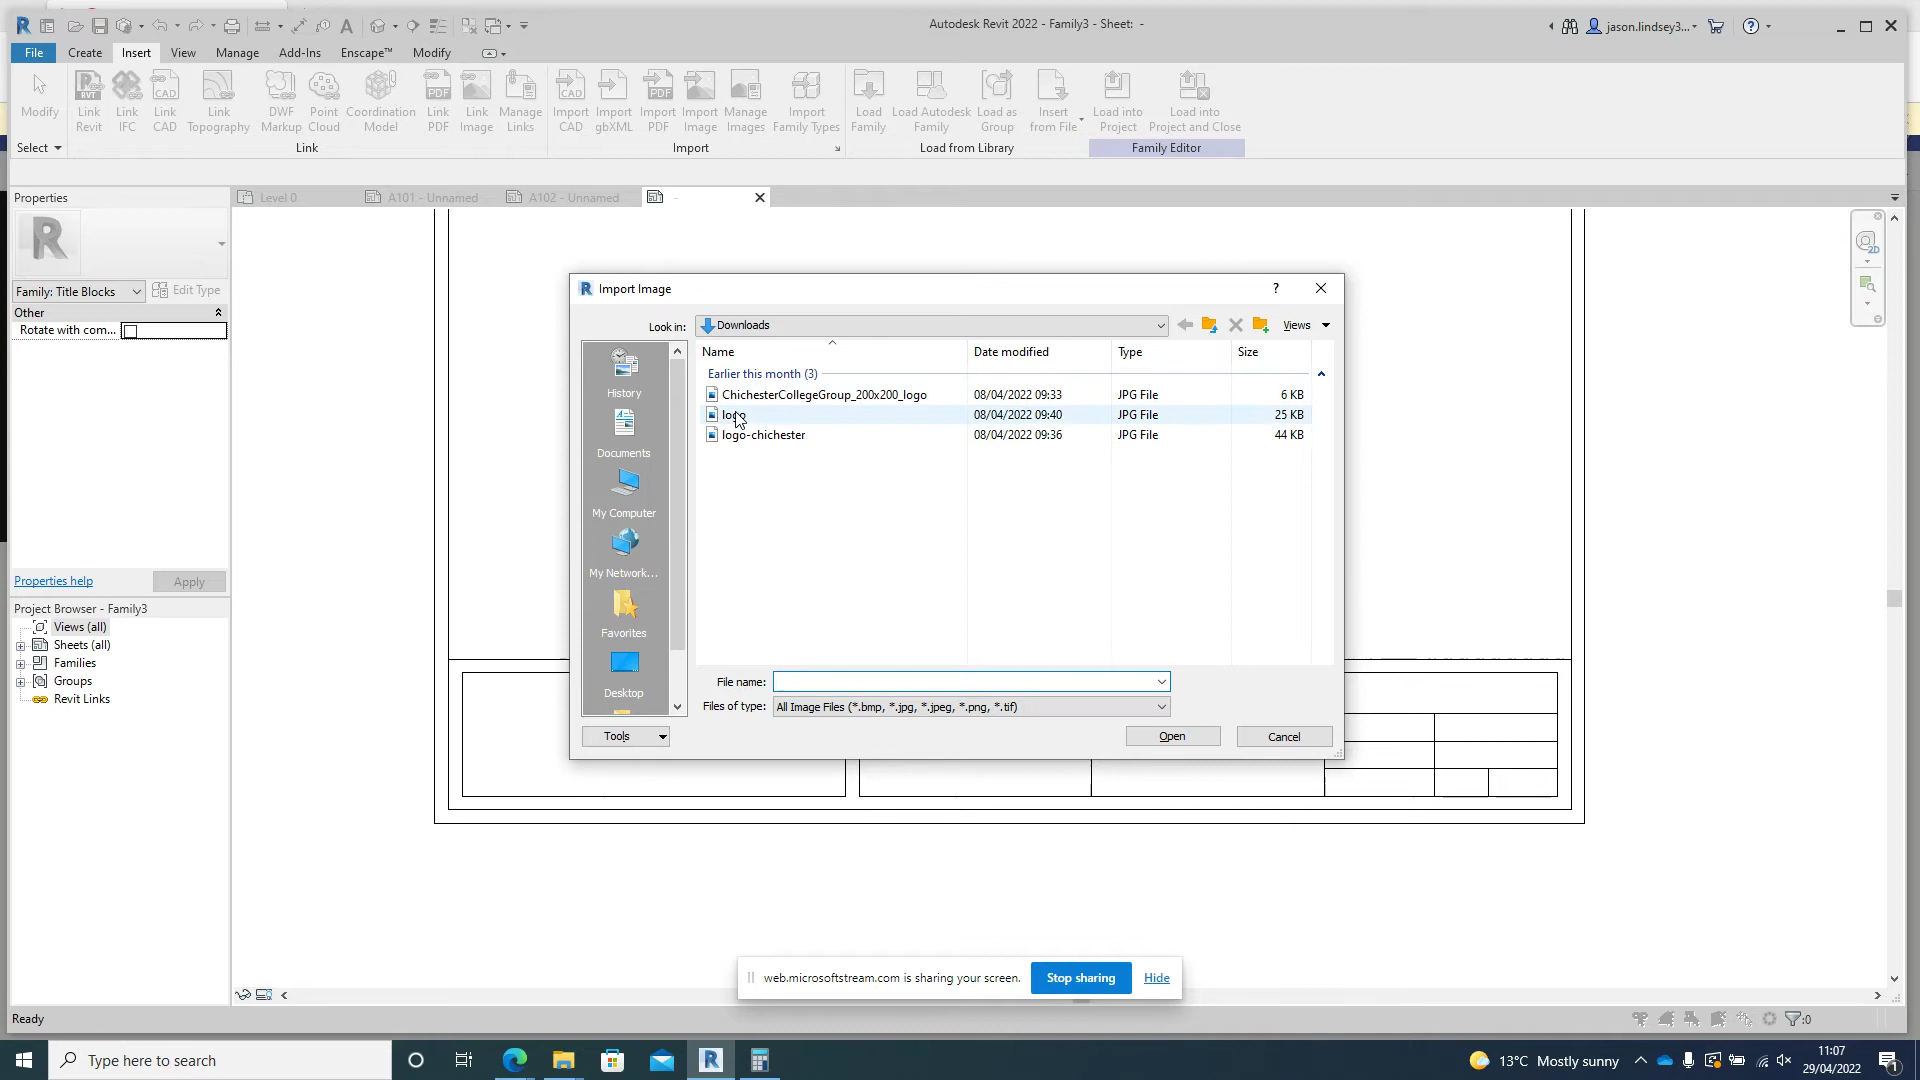 Autodesk Revit 2022 - Family3 - Sheet: -
jason.lindsey3...
File Create Insert View Manage Add-Ins Enscape™ Modify
Modify
Link Revit
Link IFC
Link CAD
Link Topography
DWF Markup
Point Cloud
Coordination Model
Link PDF
Link Image
Manage Links
Import CAD
Import gbXML
Import PDF
Import Image
Manage Images
Import Family Types
Load Family
Load Autodesk Family
Load as Group
Insert from File
Load into Project
Load into Project and Close
Select Link Import Load from Library Family Editor
Properties
Level 0 A101 - Unnamed A102 - Unnamed -
Family: Title Blocks Edit Type
Other
Rotate with com...
Properties help Apply
Project Browser - Family3
Views (all)
Sheets (all)
Families
Groups
Revit Links
Import Image
Look in: Downloads Views
History
Documents
My Computer
My Network...
Favorites
Desktop
Name Date modified Type Size
Earlier this month (3)
ChichesterCollegeGroup_200x200_logo 08/04/2022 09:33 JPG File 6 KB
logo 08/04/2022 09:40 JPG File 25 KB
logo-chichester 08/04/2022 09:36 JPG File 44 KB
File name:
Files of type: All Image Files (*.bmp, *.jpg, *.jpeg, *.png, *.tif)
Tools Open Cancel
web.microsoftstream.com is sharing your screen. Stop sharing Hide
Ready
:0
Type here to search
13°C Mostly sunny
11:07
29/04/2022
1